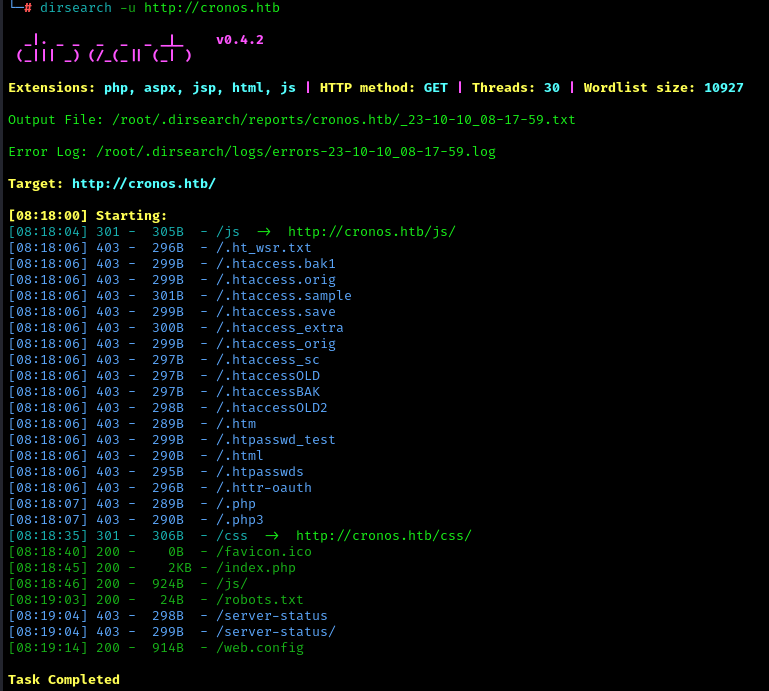 └─# dirsearch -u http://cronos.htb
  _|. _ _  _  _  _ _|_    v0.4.2
 (_||| _) (/_(_|| (_| )
Extensions: php, aspx, jsp, html, js | HTTP method: GET | Threads: 30 | Wordlist size: 10927
Output File: /root/.dirsearch/reports/cronos.htb/_23-10-10_08-17-59.txt
Error Log: /root/.dirsearch/logs/errors-23-10-10_08-17-59.log
Target: http://cronos.htb/
[08:18:00] Starting:
[08:18:04] 301 -  305B  - /js  ->  http://cronos.htb/js/
[08:18:06] 403 -  296B  - /.ht_wsr.txt
[08:18:06] 403 -  299B  - /.htaccess.bak1
[08:18:06] 403 -  299B  - /.htaccess.orig
[08:18:06] 403 -  301B  - /.htaccess.sample
[08:18:06] 403 -  299B  - /.htaccess.save
[08:18:06] 403 -  300B  - /.htaccess_extra
[08:18:06] 403 -  299B  - /.htaccess_orig
[08:18:06] 403 -  297B  - /.htaccess_sc
[08:18:06] 403 -  297B  - /.htaccessOLD
[08:18:06] 403 -  297B  - /.htaccessBAK
[08:18:06] 403 -  298B  - /.htaccessOLD2
[08:18:06] 403 -  289B  - /.htm
[08:18:06] 403 -  299B  - /.htpasswd_test
[08:18:06] 403 -  290B  - /.html
[08:18:06] 403 -  295B  - /.htpasswds
[08:18:06] 403 -  296B  - /.httr-oauth
[08:18:07] 403 -  289B  - /.php
[08:18:07] 403 -  290B  - /.php3
[08:18:35] 301 -  306B  - /css  ->  http://cronos.htb/css/
[08:18:40] 200 -    0B  - /favicon.ico
[08:18:45] 200 -    2KB - /index.php
[08:18:46] 200 -  924B  - /js/
[08:19:03] 200 -   24B  - /robots.txt
[08:19:04] 403 -  298B  - /server-status
[08:19:04] 403 -  299B  - /server-status/
[08:19:14] 200 -  914B  - /web.config
Task Completed